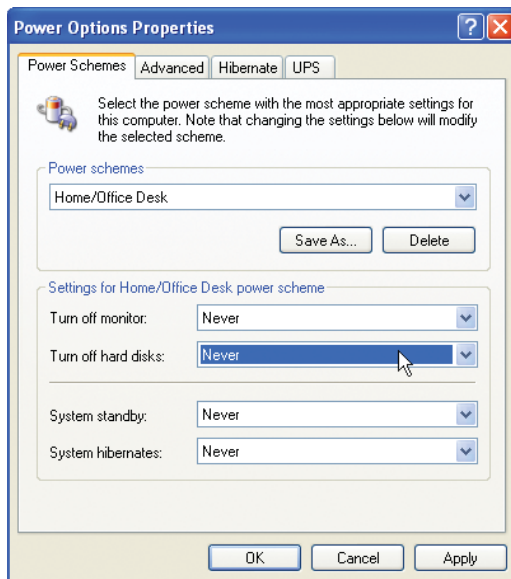 Power Options Properties
Power Schemes Advanced Hibernate UPS
Select the power scheme with the most appropriate settings for
this computer. Note that changing the settings below will modify
the selected scheme.
Power schemes
Home/Office Desk
Save As... Delete
Settings for Home/Office Desk power scheme
Turn off monitor: Never
Turn off hard disks: Never
System standby: Never
System hibernates: Never
OK Cancel Apply